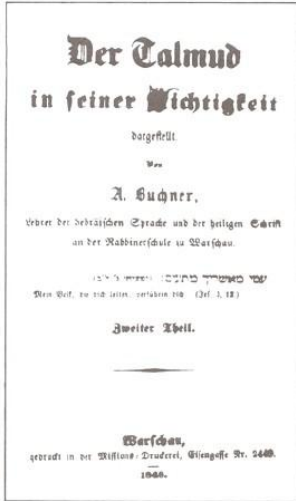 Der Talmud
in seiner Nichtigkeit
dargestellt.
Von
A. Buchner,
Lehrer der hebräischen Sprache und der heiligen Schrift
an der Rabbinerschule zu Warschau.
עמי מאשריך מתעים
Mein Volk, die dich leiten, verführen dich. (Jes. 3, 12.)
Zweiter Theil.
Warschau,
gedruckt in der Missions-Druckerei, Eisengasse Nr. 2449.
1848.